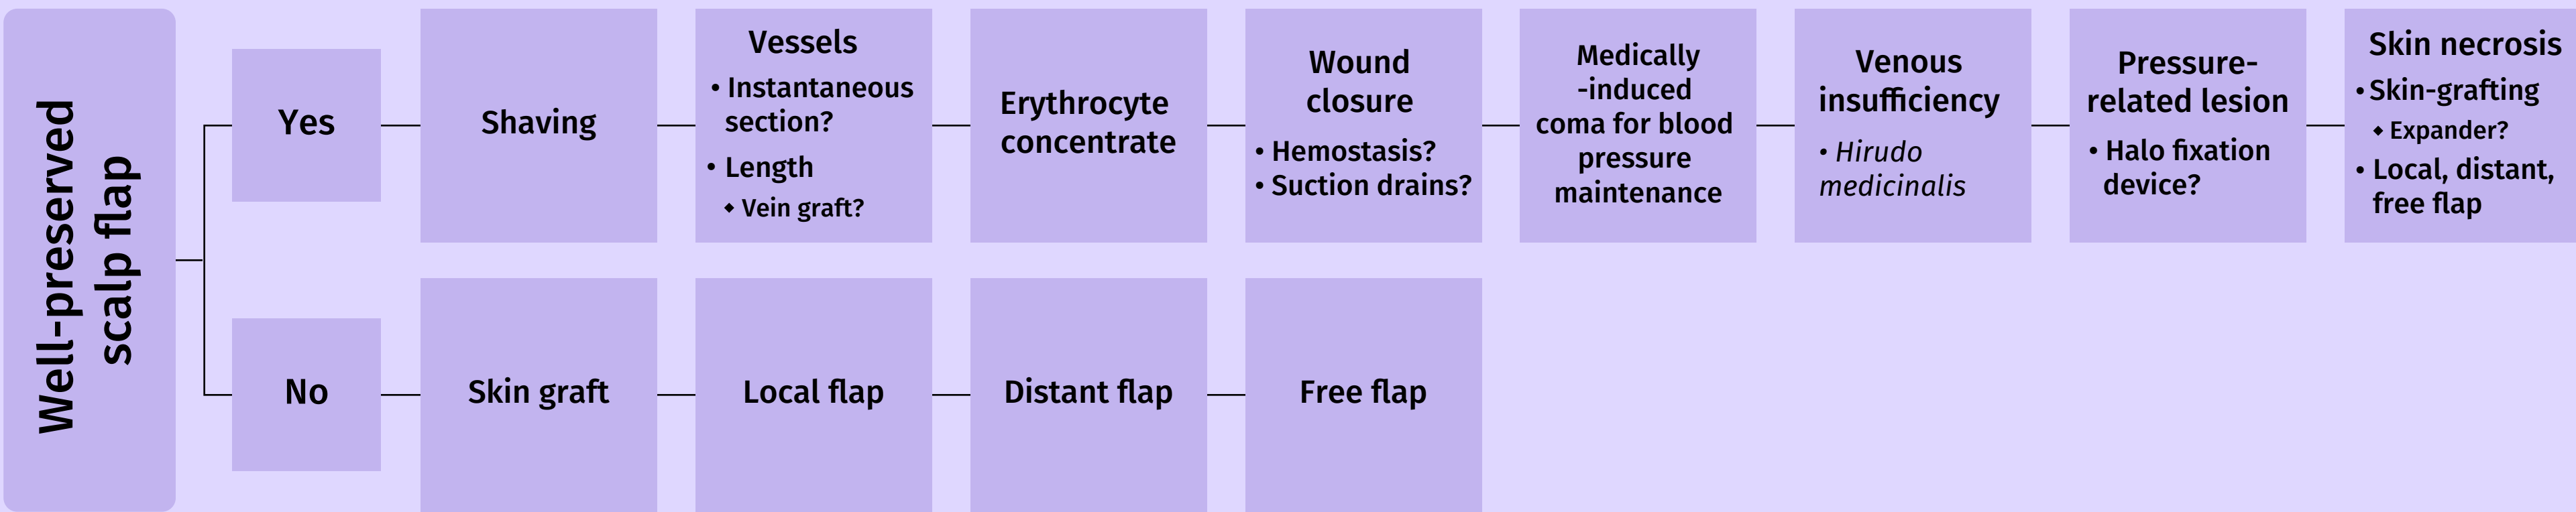 Well-preserved
scalp flap
Yes
Shaving
Vessels
• Instantaneous
section?
• Length
◆ Vein graft?
Erythrocyte
concentrate
Wound
closure
• Hemostasis?
• Suction drains?
Medically
-induced
coma for blood
pressure
maintenance
Venous
insufficiency
• Hirudo
medicinalis
Pressure-
related lesion
• Halo fixation
device?
Skin necrosis
• Skin-grafting
◆ Expander?
• Local, distant,
free flap
No
Skin graft
Local flap
Distant flap
Free flap